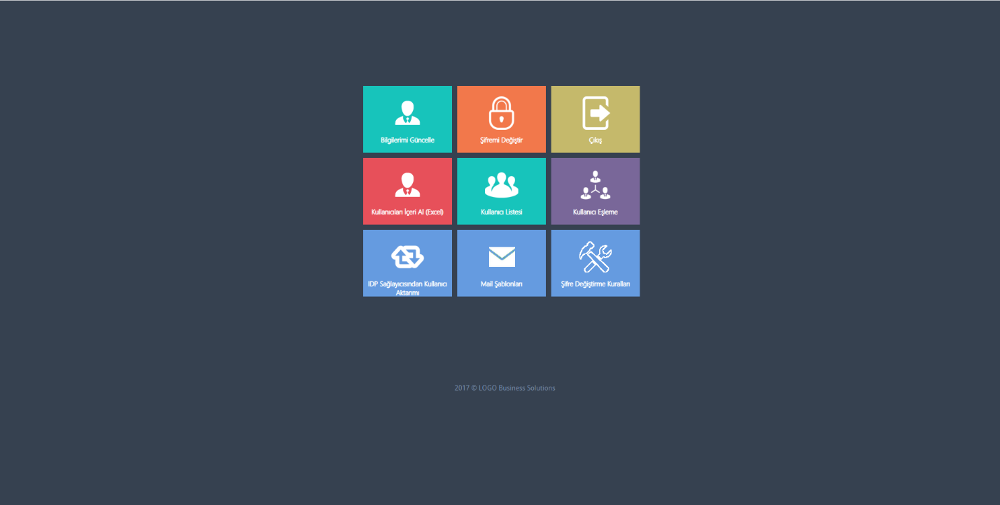 Bilgilerimi Güncelle
Şifremi Değiştir
Çıkış
Kullanıcıları İçeri Al (Excel)
Kullanıcı Listesi
Kullanıcı Eşleme
IDP Sağlayıcısından Kullanıcı
Aktarımı
Mail Şablonları
Şifre Değiştirme Kuralları
2017 © LOGO Business Solutions